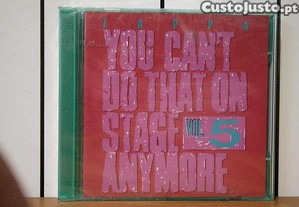 CustoJusto.pt
ZAPPA
YOU CAN'T
DO THAT ON
STAGE VOL. 5
ANYMORE